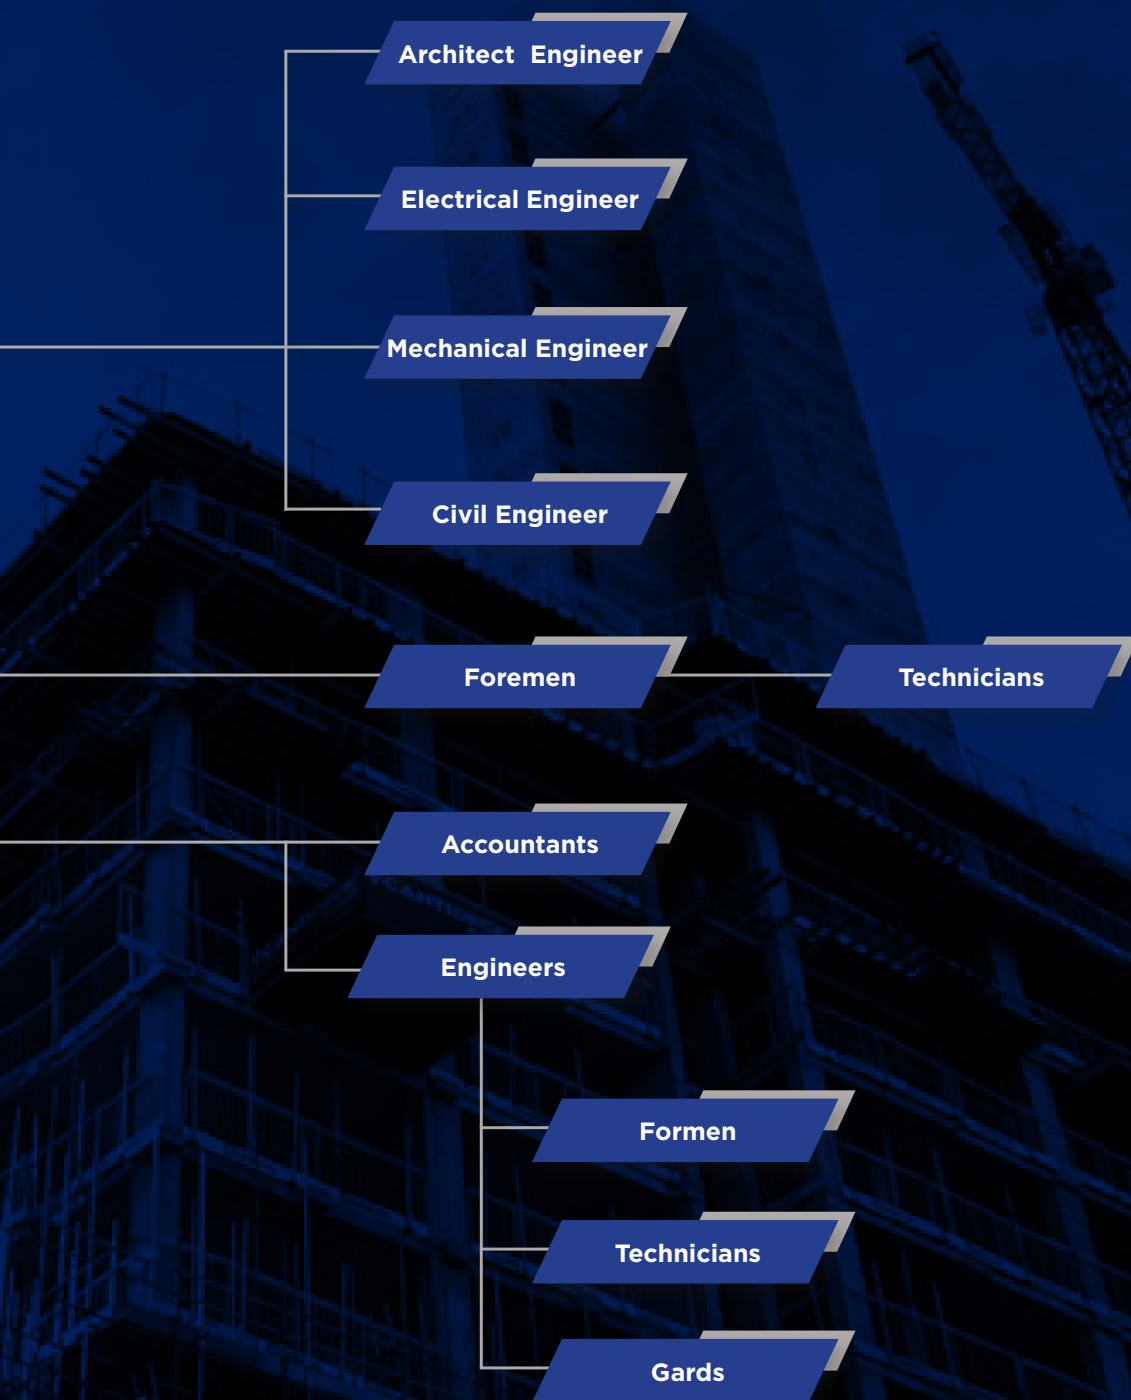 Architect Engineer
Electrical Engineer
Mechanical Engineer
Civil Engineer
Foremen
Technicians
Accountants
Engineers
Formen
Technicians
Gards